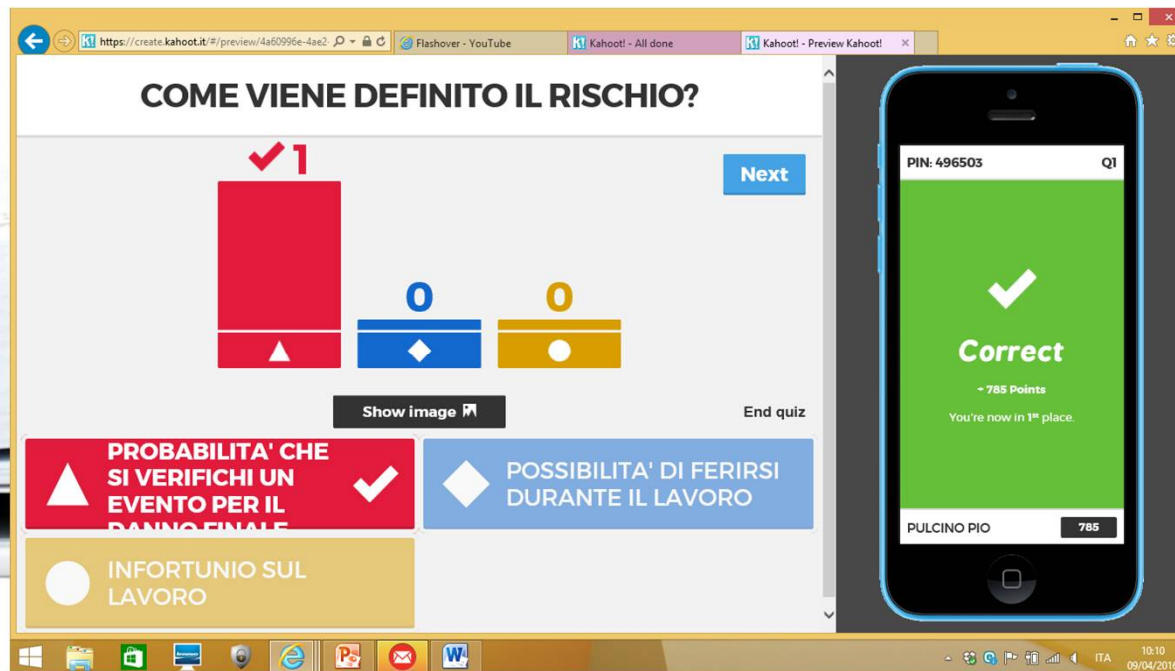 https://create.kahoot.it/#/preview/4a60996e-4ae2-
Flashover - YouTube
K! Kahoot! - All done
K! Kahoot! - Preview Kahoot!
COME VIENE DEFINITO IL RISCHIO?
1
Next
0
0
Show image
End quiz
PROBABILITA' CHE
SI VERIFICHI UN
EVENTO PER IL
DANNO FINALE
POSSIBILITA' DI FERIRSI
DURANTE IL LAVORO
INFORTUNIO SUL
LAVORO
PIN: 496503
Q1
Correct
+ 785 Points
You're now in 1st place.
PULCINO PIO
785
ITA
10:10